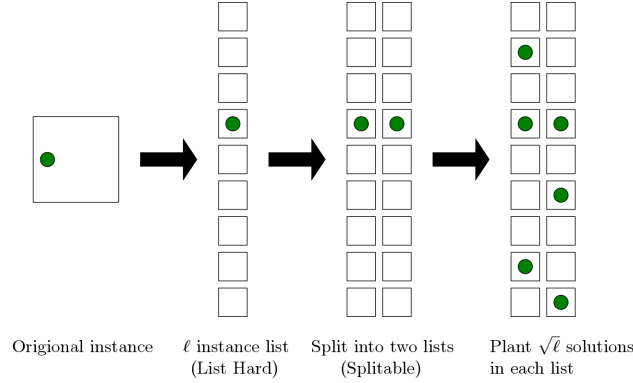 Origional instance
ℓ instance list
(List Hard)
Split into two lists
(Splitable)
Plant √ℓ solutions
in each list